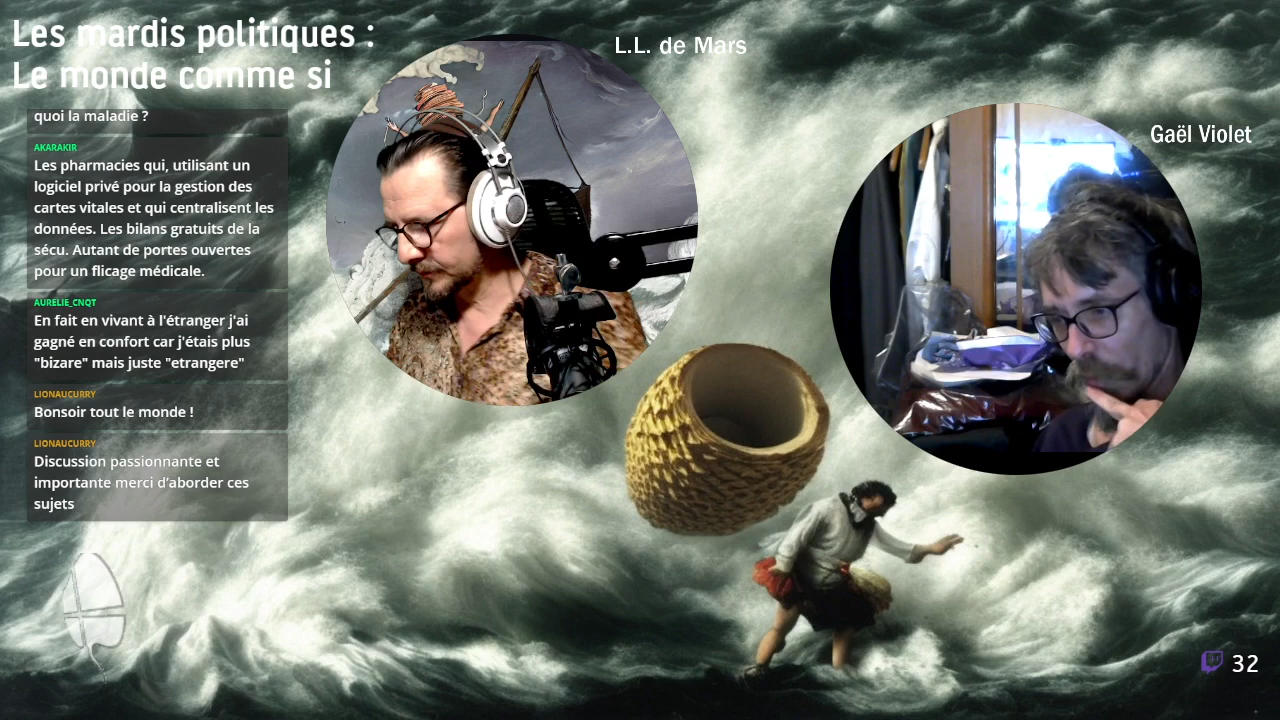 Les mardis politiques :
Le monde comme si
L.L. de Mars
Gaël Violet
quoi la maladie ?
AKARAKIR
Les pharmacies qui, utilisant un
logiciel privé pour la gestion des
cartes vitales et qui centralisent les
données. Les bilans gratuits de la
sécu. Autant de portes ouvertes
pour un flicage médicale.
AURELIE_CNQT
En fait en vivant à l'étranger j'ai
gagné en confort car j'étais plus
"bizare" mais juste "etrangere"
LIONAUCURRY
Bonsoir tout le monde !
LIONAUCURRY
Discussion passionnante et
importante merci d'aborder ces
sujets
32